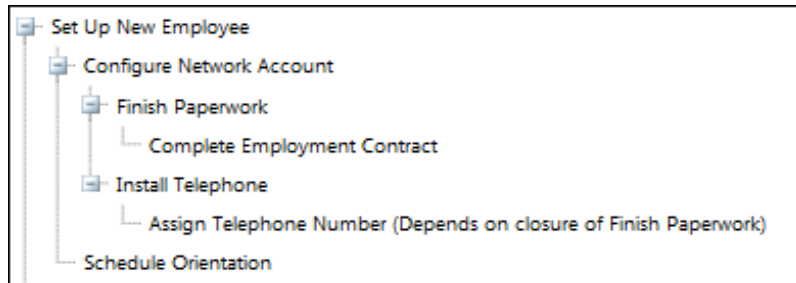 Set Up New Employee
Configure Network Account
Finish Paperwork
Complete Employment Contract
Install Telephone
Assign Telephone Number (Depends on closure of Finish Paperwork)
Schedule Orientation